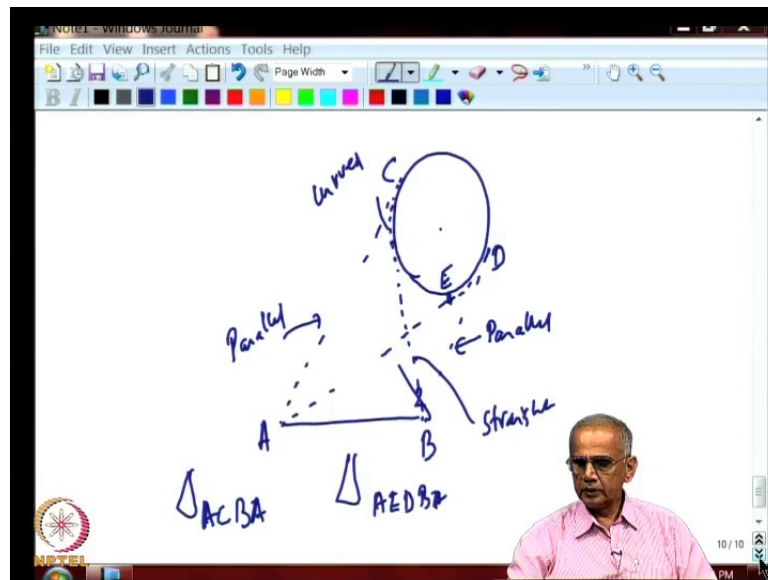 Note1 - Windows Journal
File Edit View Insert Actions Tools Help
Page Width
B I
curved
C
E
D
Parallel
Parallel
A
B
Straight
ACBA
AEDBA
10 / 10
NPTEL
PM